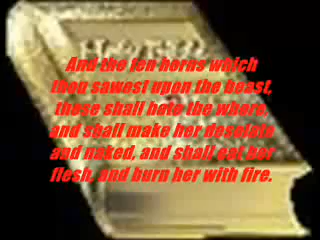 And the ten horns which
thou sawest upon the beast,
these shall hate the whore,
and shall make her desolate
and naked, and shall eat her
flesh, and burn her with fire.